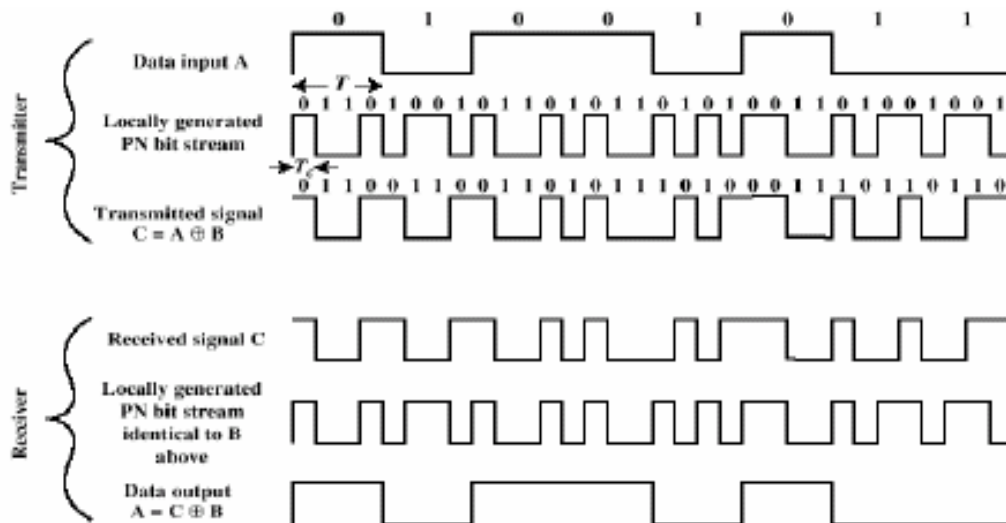 0 1 0 0 1 0 1 1
Data input A
T
0 1 1 0 1 0 0 1 0 1 1 0 1 0 1 1 1 0 1 0 0 0 1 1 0 1 0 0 1 0 0 1
Locally generated
PN bit stream
Tc
0 1 1 0 0 1 1 0 0 1 1 0 1 0 1 1 1 0 1 0 0 0 1 1 1 0 1 1 0 1 1 0
Transmitted signal
C = A ⊕ B
Transmitter
Received signal C
Locally generated
PN bit stream
identical to B
above
Data output
A = C ⊕ B
Receiver